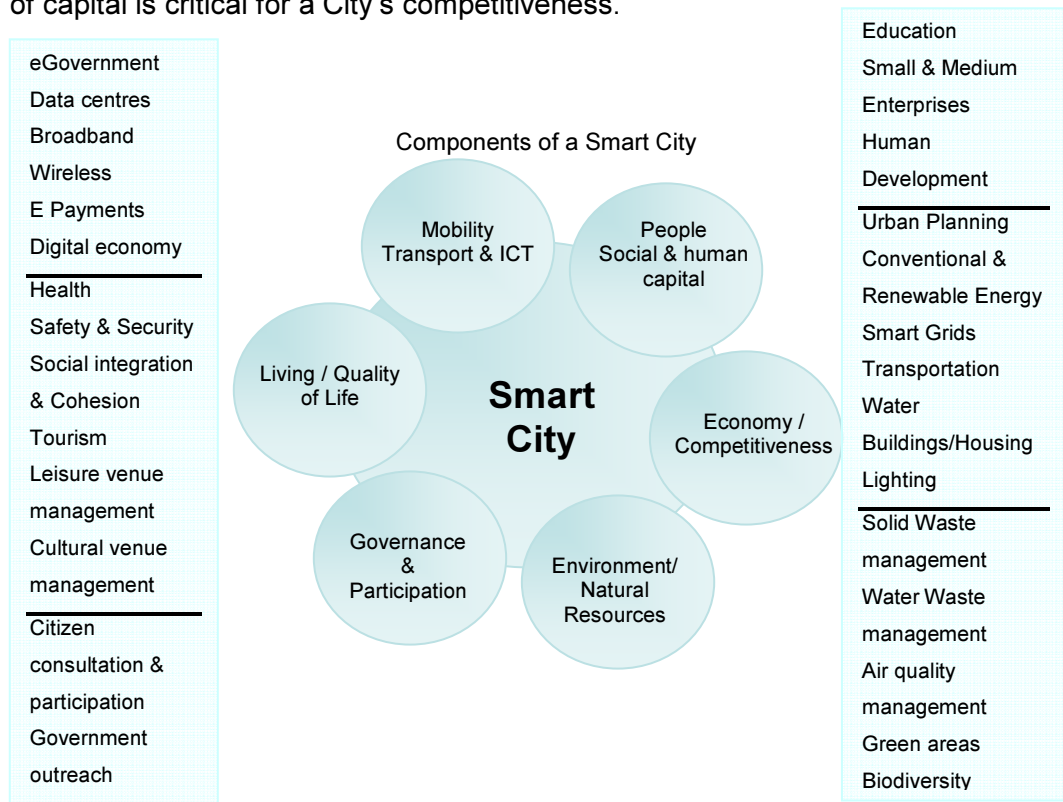 of capital is critical for a City's competitiveness.
eGovernment
Data centres
Broadband
Wireless
E Payments
Digital economy
Health
Safety & Security
Social integration
& Cohesion
Tourism
Leisure venue
management
Cultural venue
management
Citizen
consultation &
participation
Government
outreach
Components of a Smart City
Mobility
Transport & ICT
People
Social & human
capital
Living / Quality
of Life
Smart
City
Economy /
Competitiveness
Governance
&
Participation
Environment/
Natural
Resources
Education
Small & Medium
Enterprises
Human
Development
Urban Planning
Conventional &
Renewable Energy
Smart Grids
Transportation
Water
Buildings/Housing
Lighting
Solid Waste
management
Water Waste
management
Air quality
management
Green areas
Biodiversity